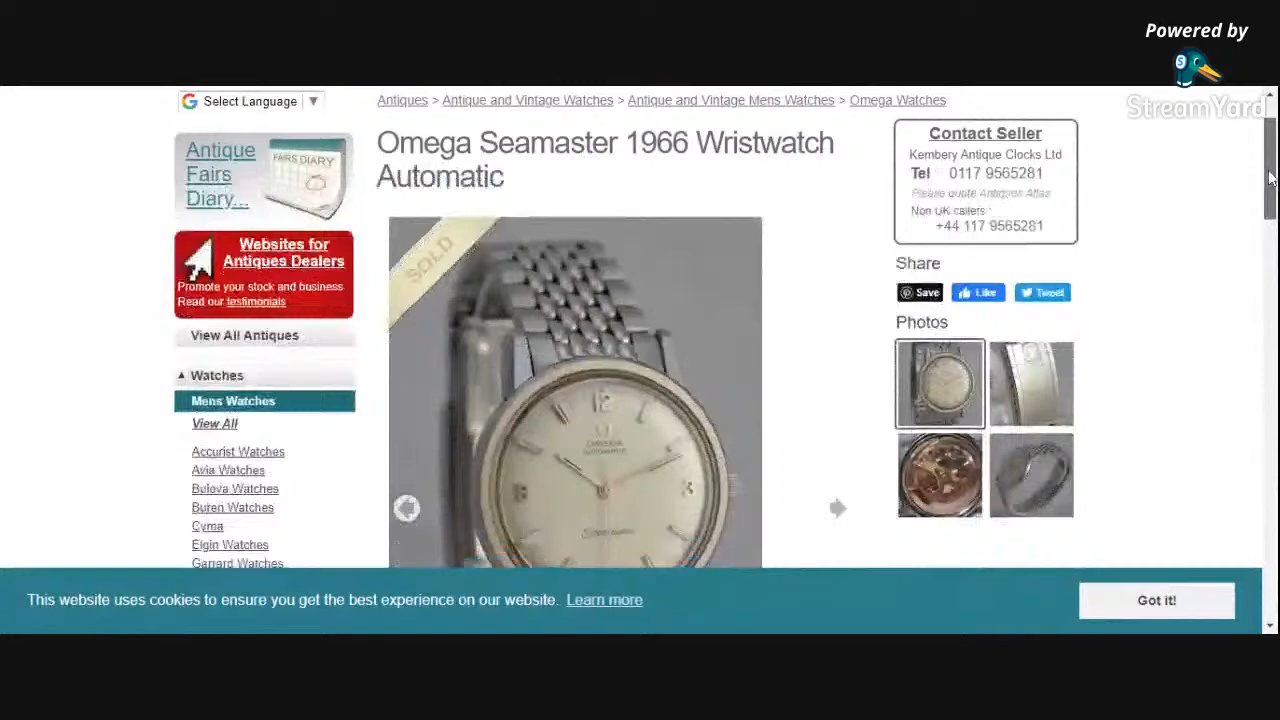 Powered by
StreamYard
Select Language ▼
Antiques > Antique and Vintage Watches > Antique and Vintage Mens Watches > Omega Watches
Antique
Fairs
Diary...
FAIRS DIARY
Websites for
Antiques Dealers
Promote your stock and business.
Read our testimonials
View All Antiques
Watches
Mens Watches
View All
Accurist Watches
Avia Watches
Bulova Watches
Buren Watches
Cyma
Elgin Watches
Garrard Watches
Omega Seamaster 1966 Wristwatch
Automatic
SOLD
12
3
Contact Seller
Kembery Antique Clocks Ltd
Tel 0117 9565281
Please quote Antiques Atlas
Non UK callers :
+44 117 9565281
Share
Save
Like
Tweet
Photos
This website uses cookies to ensure you get the best experience on our website. Learn more
Got it!